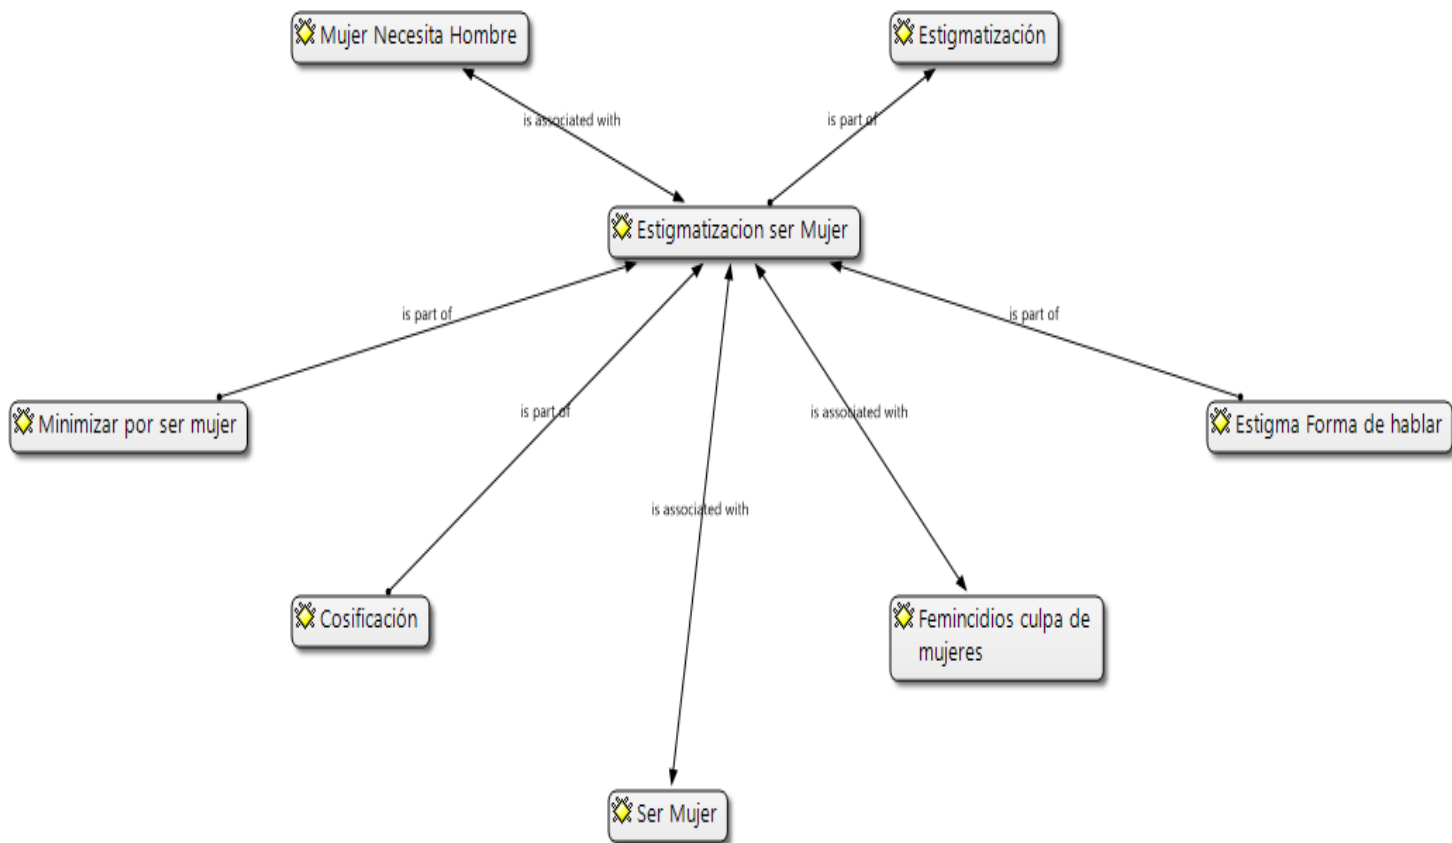 Mujer Necesita Hombre
Estigmatización
is associated with
is part of
Estigmatizacion ser Mujer
is part of
is part of
Minimizar por ser mujer
is part of
is associated with
Estigma Forma de hablar
is associated with
Cosificación
Femincidios culpa de
mujeres
Ser Mujer